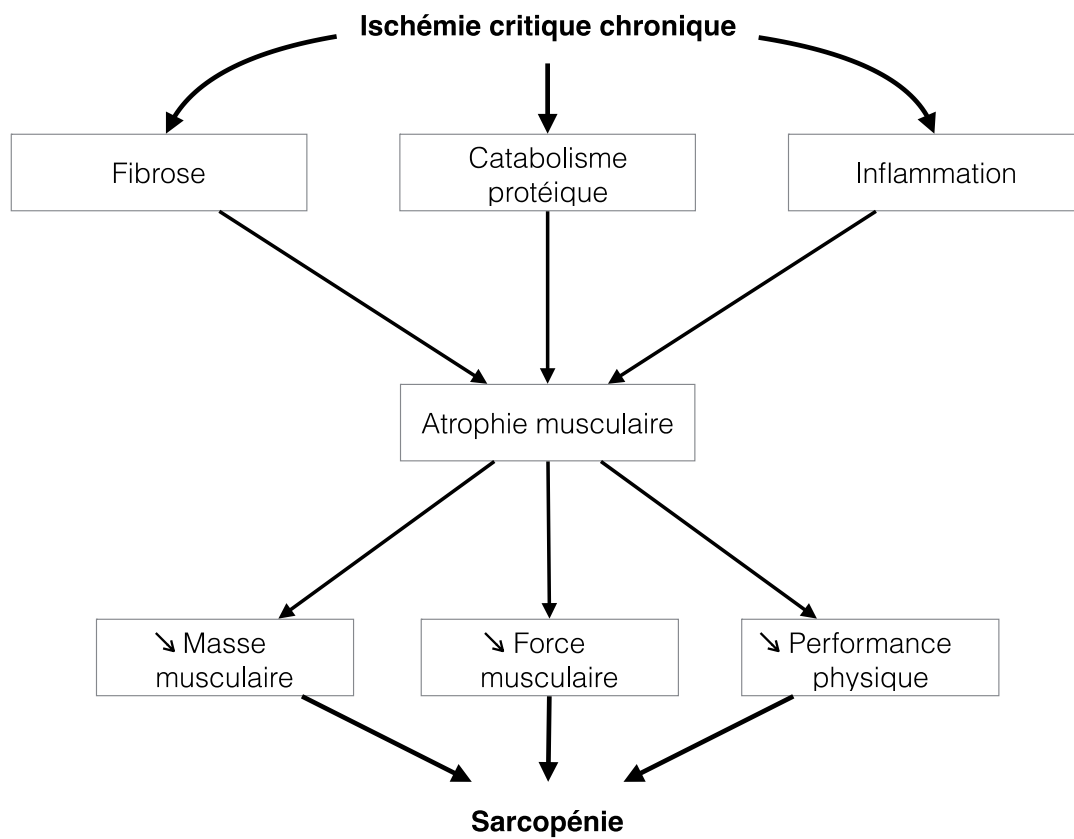 Ischémie critique chronique
Fibrose
Catabolisme
protéique
Inflammation
Atrophie musculaire
↘ Masse
musculaire
↘ Force
musculaire
↘ Performance
physique
Sarcopénie